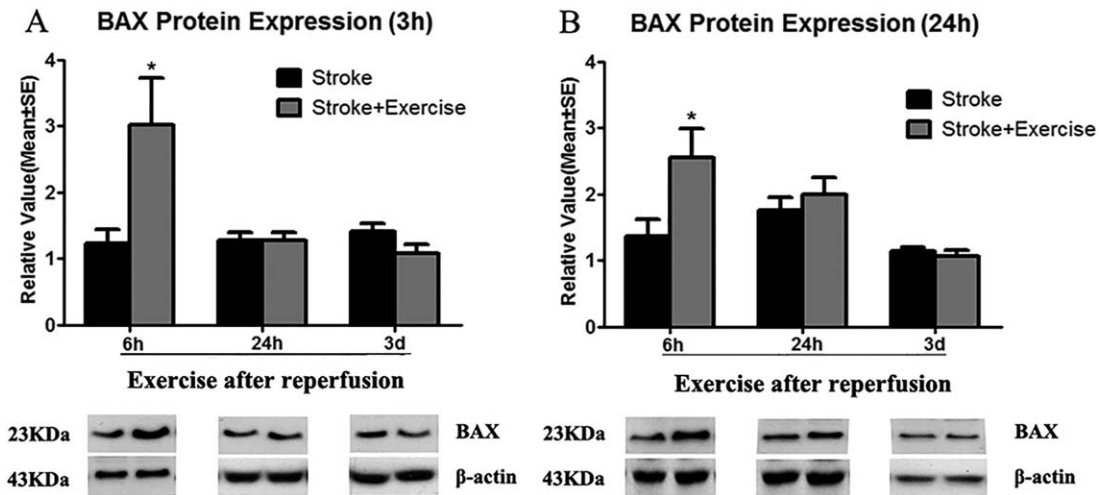 A
BAX Protein Expression (3h)
Relative Value(Mean±SE)
4
3
2
1
0
*
Stroke
Stroke+Exercise
6h
24h
3d
Exercise after reperfusion
23KDa
BAX
43KDa
β-actin
B
BAX Protein Expression (24h)
Relative Value(Mean±SE)
4
3
2
1
0
*
Stroke
Stroke+Exercise
6h
24h
3d
Exercise after reperfusion
23KDa
BAX
43KDa
β-actin